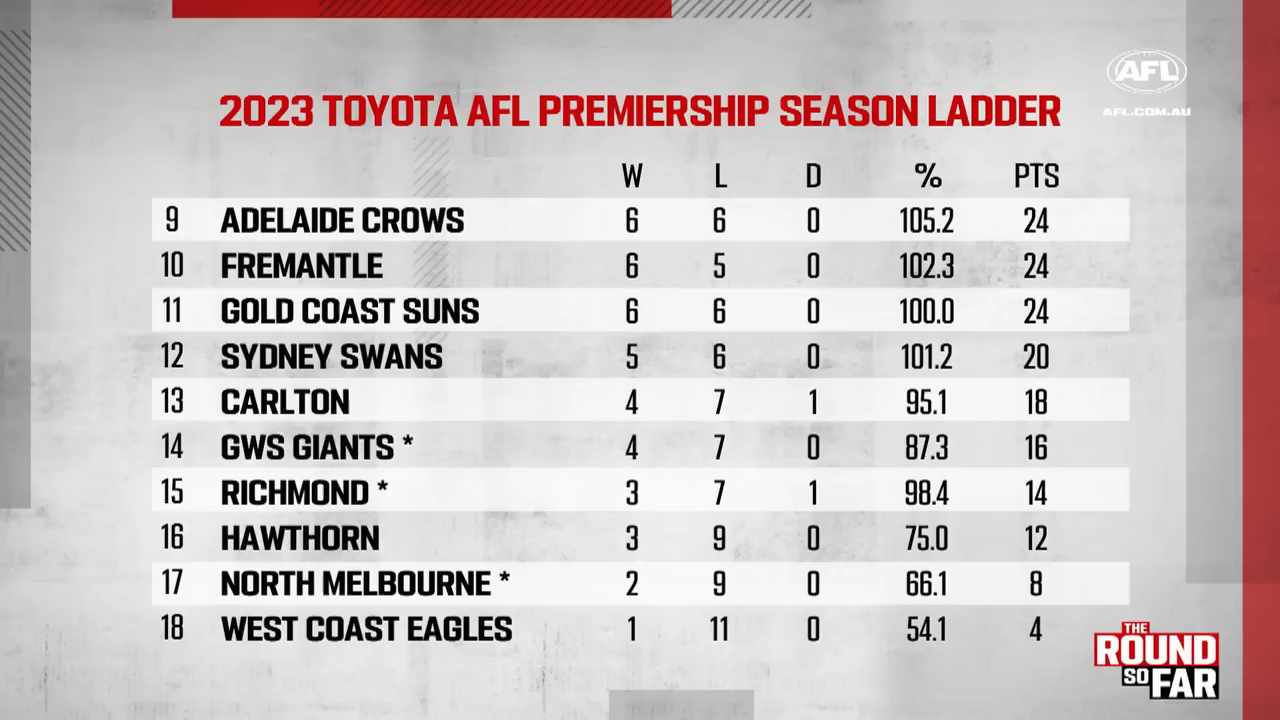 AFL
AFL.COM.AU
2023 TOYOTA AFL PREMIERSHIP SEASON LADDER
W L D % PTS
9 ADELAIDE CROWS 6 6 0 105.2 24
10 FREMANTLE 6 5 0 102.3 24
11 GOLD COAST SUNS 6 6 0 100.0 24
12 SYDNEY SWANS 5 6 0 101.2 20
13 CARLTON 4 7 1 95.1 18
14 GWS GIANTS * 4 7 0 87.3 16
15 RICHMOND * 3 7 1 98.4 14
16 HAWTHORN 3 9 0 75.0 12
17 NORTH MELBOURNE * 2 9 0 66.1 8
18 WEST COAST EAGLES 1 11 0 54.1 4
THE
ROUND
SO FAR